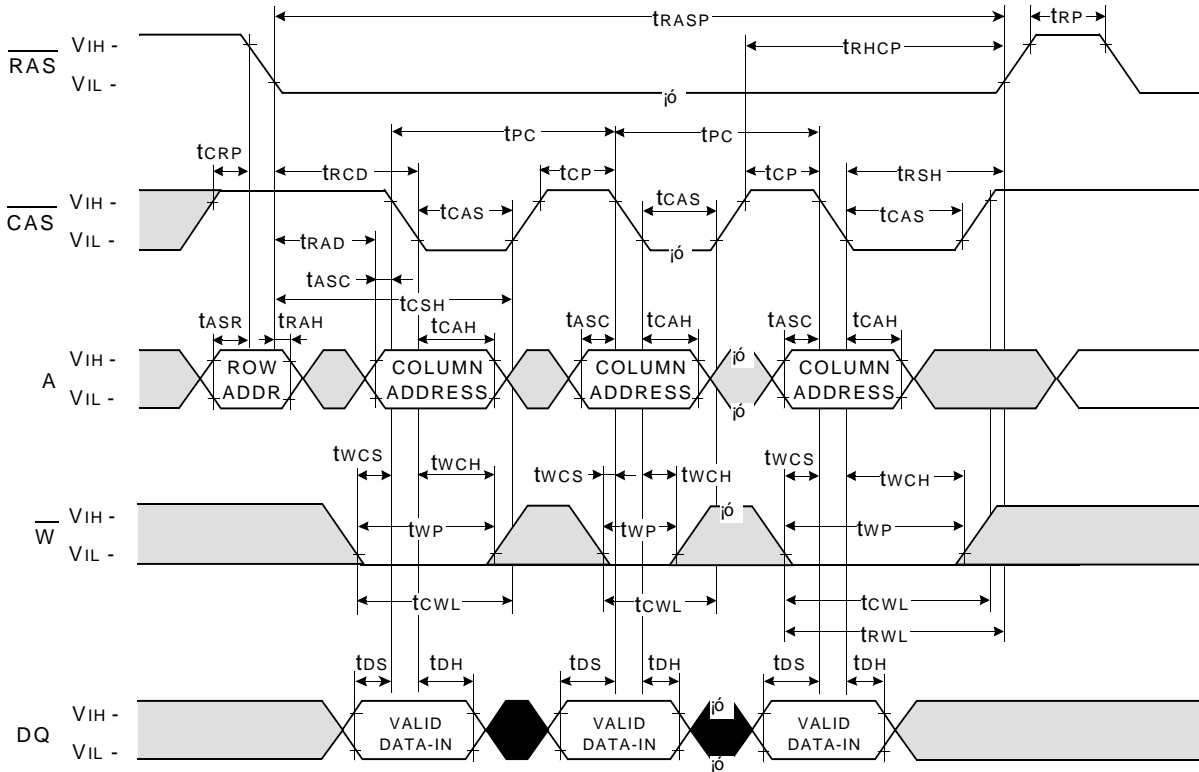 tRASP
tRP
tRHCP
RAS
VIH -
VIL -
¡ó
tPC
tPC
tCRP
tRCD
tCP
tCP
tRSH
CAS
VIH -
VIL -
tCAS
tCAS
tCAS
¡ó
tRAD
tASC
tCSH
tASR
tRAH
tCAH
tASC
tCAH
tASC
tCAH
A
VIH -
VIL -
ROW
ADDR
COLUMN
ADDRESS
COLUMN
ADDRESS
¡ó
¡ó
COLUMN
ADDRESS
tWCS
tWCH
tWCS
tWCH
tWCS
tWCH
W
VIH -
VIL -
tWP
tWP
¡ó
tWP
tCWL
tCWL
tCWL
tRWL
tDS
tDH
tDS
tDH
tDS
tDH
DQ
VIH -
VIL -
VALID
DATA-IN
VALID
DATA-IN
¡ó
¡ó
VALID
DATA-IN